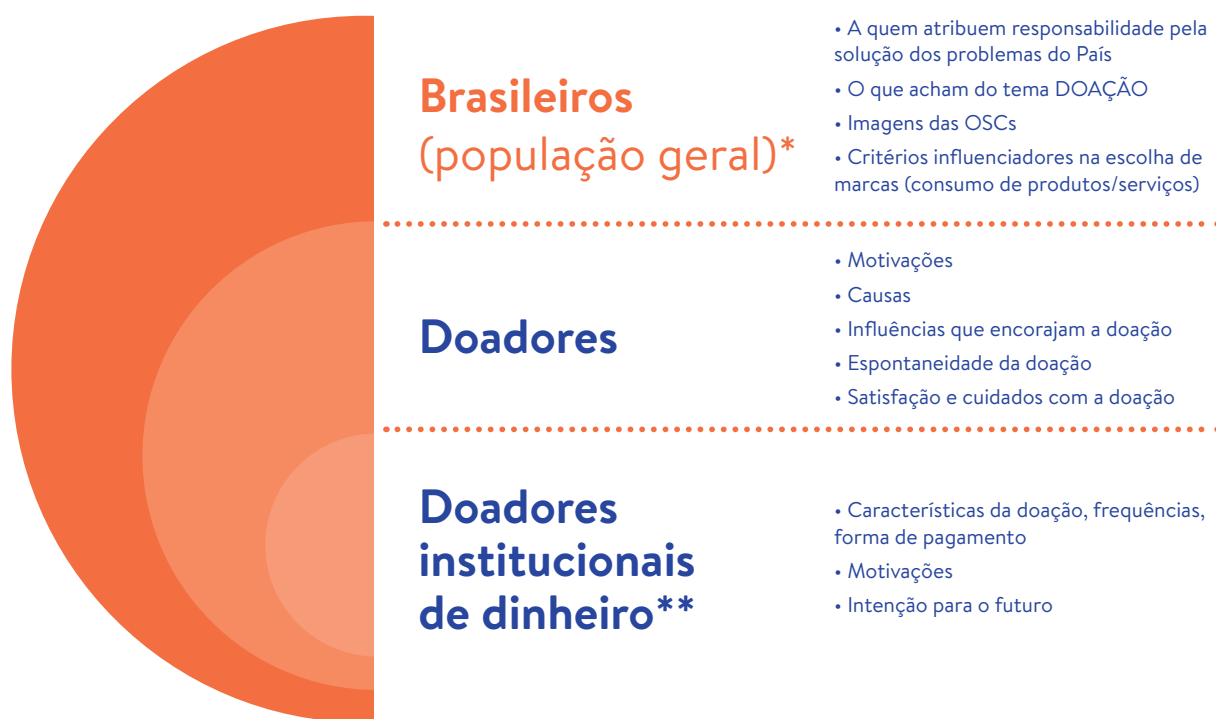 Brasileiros
(população geral)*
• A quem atribuem responsabilidade pela
solução dos problemas do País
• O que acham do tema DOAÇÃO
• Imagens das OSCs
• Critérios influenciadores na escolha de
marcas (consumo de produtos/serviços)
Doadores
• Motivações
• Causas
• Influências que encorajam a doação
• Espontaneidade da doação
• Satisfação e cuidados com a doação
Doadores
institucionais
de dinheiro**
• Características da doação, frequências,
forma de pagamento
• Motivações
• Intenção para o futuro